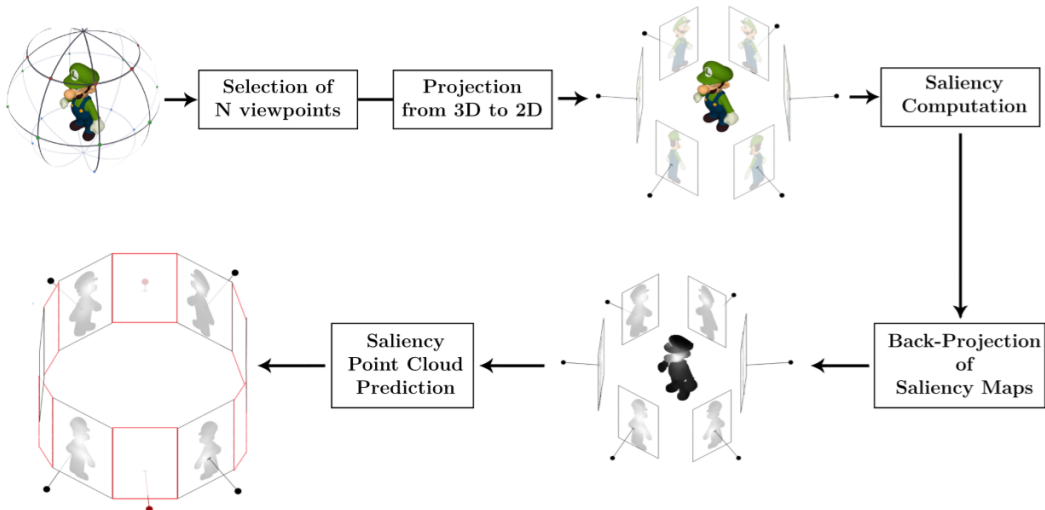 Selection of
N viewpoints
Projection
from 3D to 2D
Saliency
Computation
Back-Projection
of
Saliency Maps
Saliency
Point Cloud
Prediction